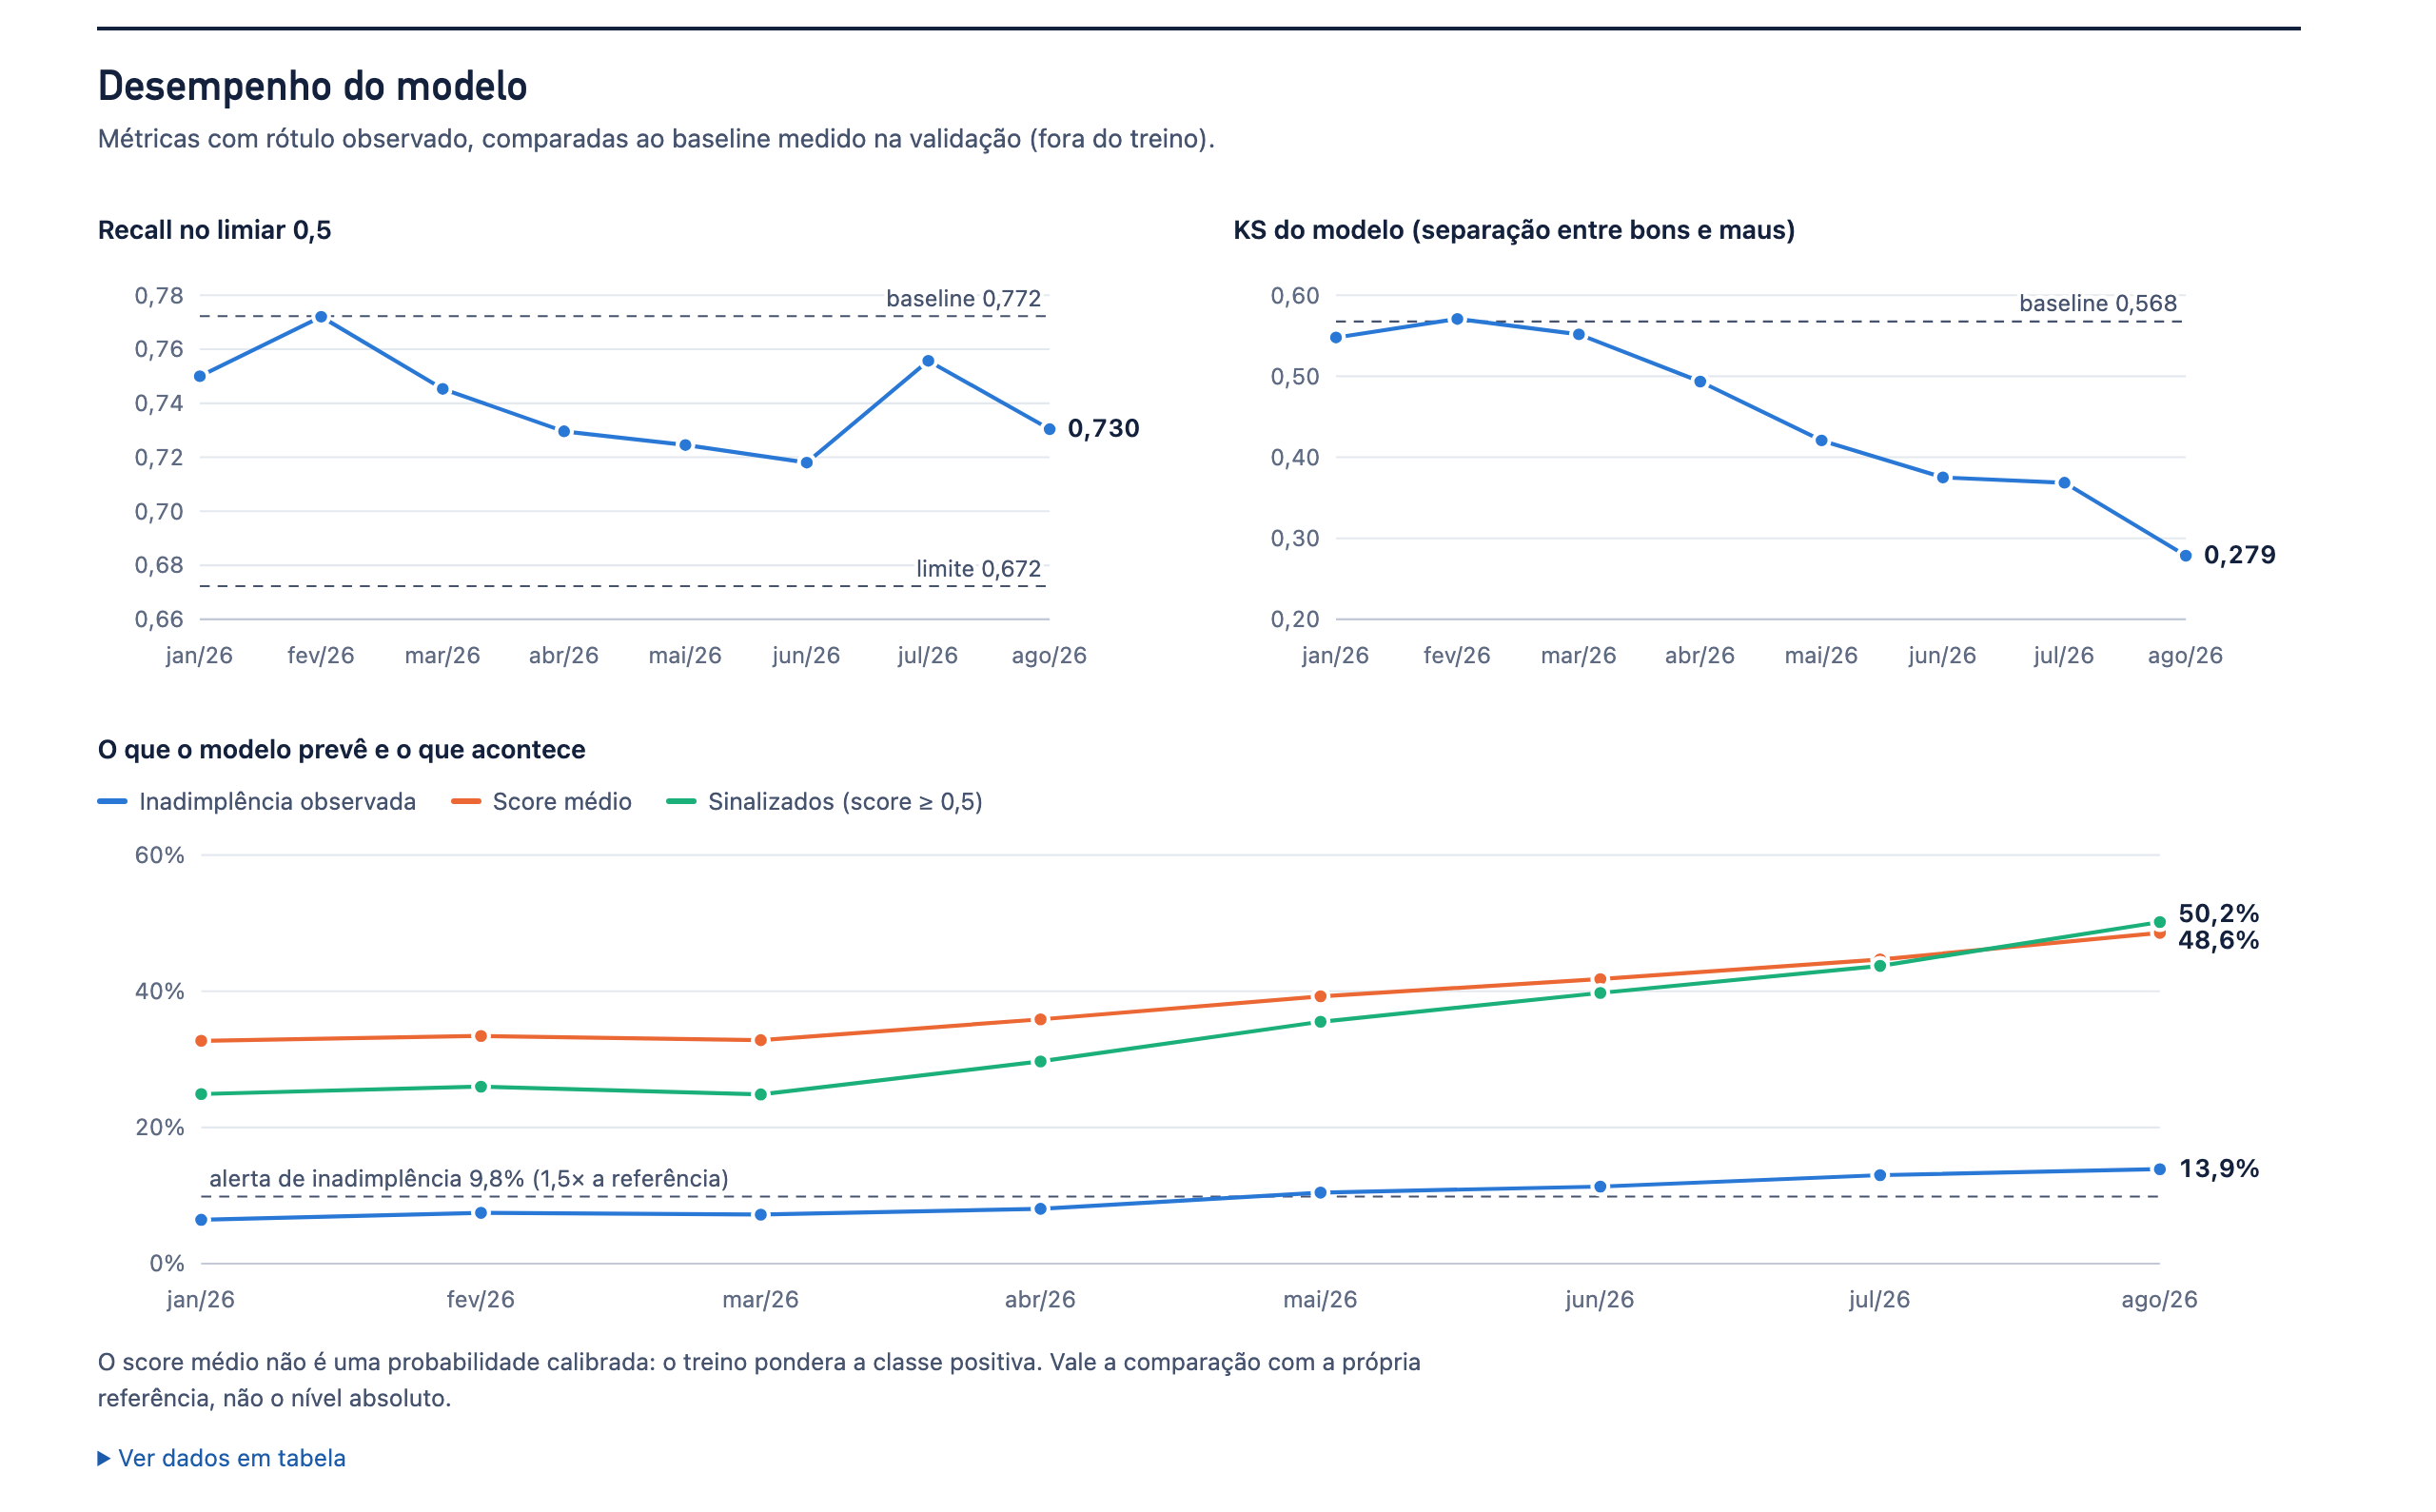 Desempenho do modelo
Métricas com rótulo observado, comparadas ao baseline medido na validação (fora do treino).
Recall no limiar 0,5
0,78
0,76
0,74
0,72
0,70
0,68
0,66
baseline 0,772
0,730
limite 0,672
jan/26 fev/26 mar/26 abr/26 mai/26 jun/26 jul/26 ago/26
KS do modelo (separação entre bons e maus)
0,60
0,50
0,40
0,30
0,20
baseline 0,568
0,279
jan/26 fev/26 mar/26 abr/26 mai/26 jun/26 jul/26 ago/26
O que o modelo prevê e o que acontece
Inadimplência observada Score médio Sinalizados (score ≥ 0,5)
60%
40%
20%
0%
50,2%
48,6%
alerta de inadimplência 9,8% (1,5× a referência)
13,9%
jan/26 fev/26 mar/26 abr/26 mai/26 jun/26 jul/26 ago/26
O score médio não é uma probabilidade calibrada: o treino pondera a classe positiva. Vale a comparação com a própria
referência, não o nível absoluto.
▶ Ver dados em tabela